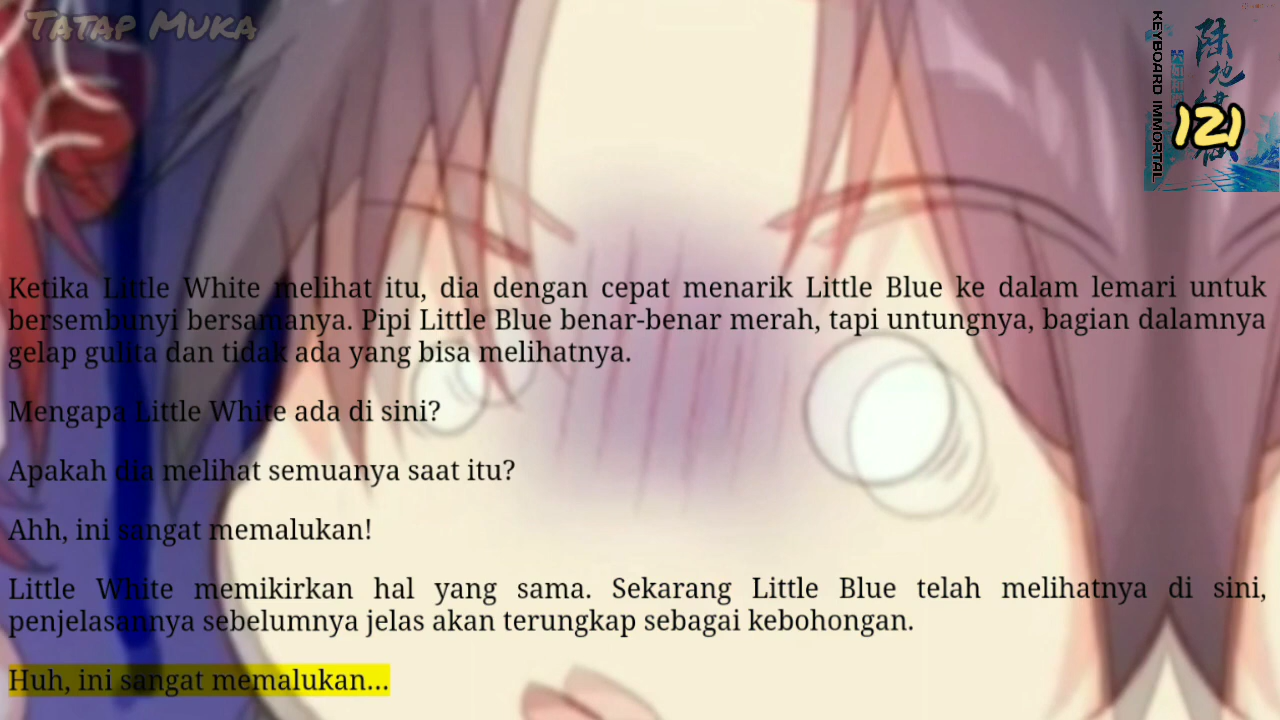 Tatap Muka
KEYBOARD IMMORTAL
陆地键仙
121
Ketika Little White melihat itu, dia dengan cepat menarik Little Blue ke dalam lemari untuk
bersembunyi bersamanya. Pipi Little Blue benar-benar merah, tapi untungnya, bagian dalamnya
gelap gulita dan tidak ada yang bisa melihatnya.
Mengapa Little White ada di sini?
Apakah dia melihat semuanya saat itu?
Ahh, ini sangat memalukan!
Little White memikirkan hal yang sama. Sekarang Little Blue telah melihatnya di sini,
penjelasannya sebelumnya jelas akan terungkap sebagai kebohongan.
Huh, ini sangat memalukan...